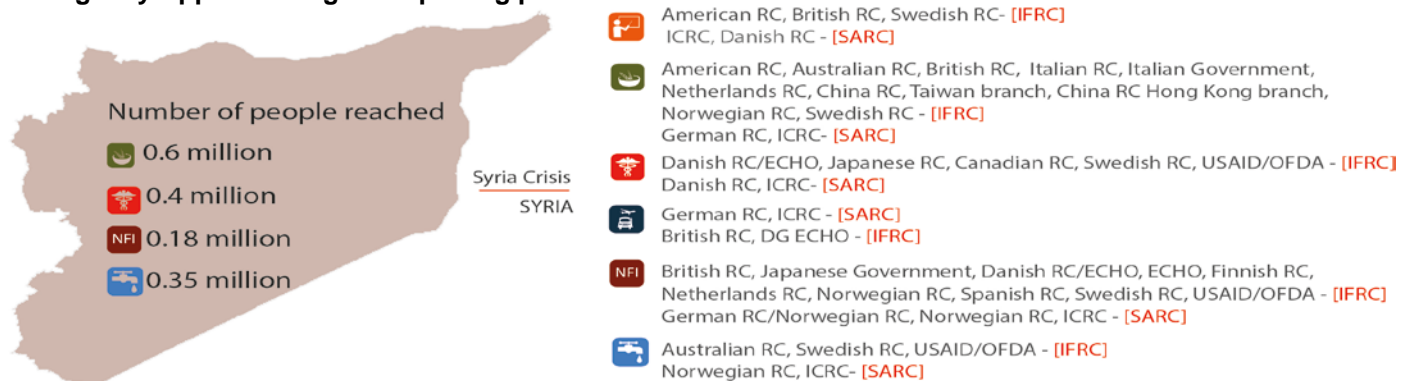 Number of people reached
0.6 million
0.4 million
NFI 0.18 million
0.35 million
Syria Crisis
SYRIA
American RC, British RC, Swedish RC- [IFRC]
ICRC, Danish RC - [SARC]
American RC, Australian RC, British RC, Italian RC, Italian Government,
Netherlands RC, China RC, Taiwan branch, China RC Hong Kong branch,
Norwegian RC, Swedish RC - [IFRC]
German RC, ICRC- [SARC]
Danish RC/ECHO, Japanese RC, Canadian RC, Swedish RC, USAID/OFDA - [IFRC]
Danish RC, ICRC- [SARC]
German RC, ICRC - [SARC]
British RC, DG ECHO - [IFRC]
NFI British RC, Japanese Government, Danish RC/ECHO, ECHO, Finnish RC,
Netherlands RC, Norwegian RC, Spanish RC, Swedish RC, USAID/OFDA - [IFRC]
German RC/Norwegian RC, Norwegian RC, ICRC - [SARC]
Australian RC, Swedish RC, USAID/OFDA - [IFRC]
Norwegian RC, ICRC- [SARC]